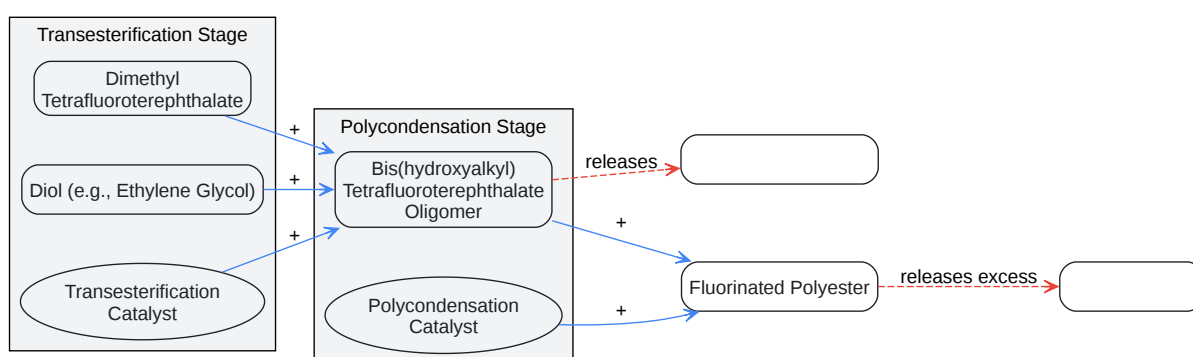 Transesterification Stage
Dimethyl
Tetrafluoroterephthalate
+
Polycondensation Stage
Diol (e.g., Ethylene Glycol)
+
Bis(hydroxyalkyl)
Tetrafluoroterephthalate
Oligomer
releases
+
+
Transesterification
Catalyst
Polycondensation
Catalyst
+
Fluorinated Polyester
releases excess